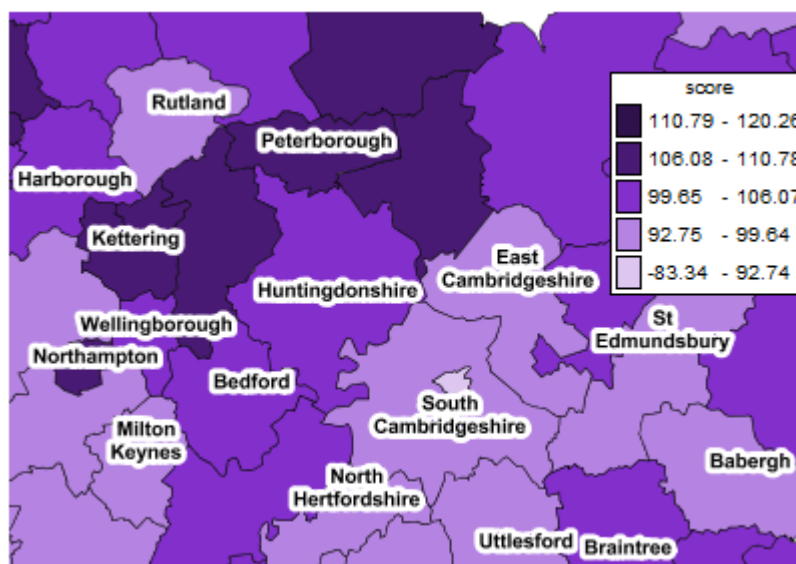 score
110.79 - 120.26
106.08 - 110.78
99.65 - 106.07
92.75 - 99.64
-83.34 - 92.74
Rutland
Peterborough
Harborough
Kettering
East
Cambridgeshire
Huntingdonshire
Wellingborough
St
Edmundsbury
Northampton
Bedford
South
Cambridgeshire
Milton
Keynes
Babergh
North
Hertfordshire
Uttlesford
Braintree